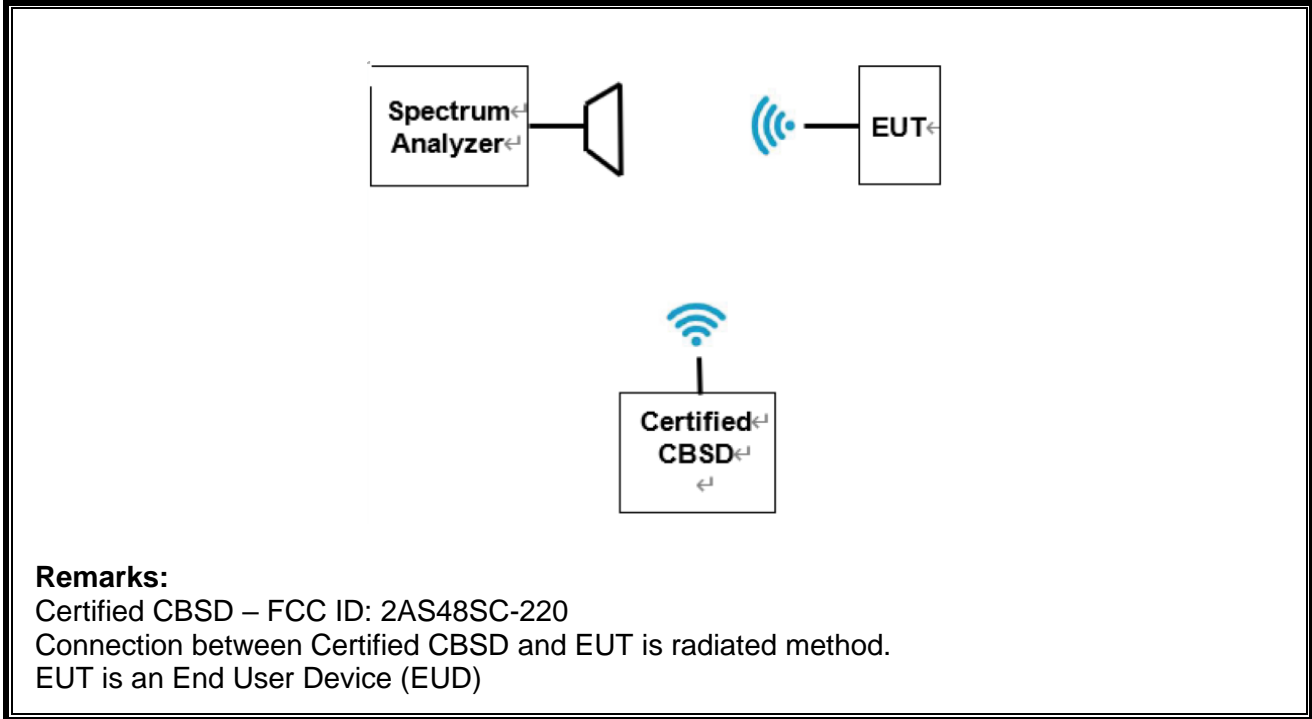 Spectrum
Analyzer
EUT
Certified
CBSD
Remarks:
Certified CBSD – FCC ID: 2AS48SC-220
Connection between Certified CBSD and EUT is radiated method.
EUT is an End User Device (EUD)